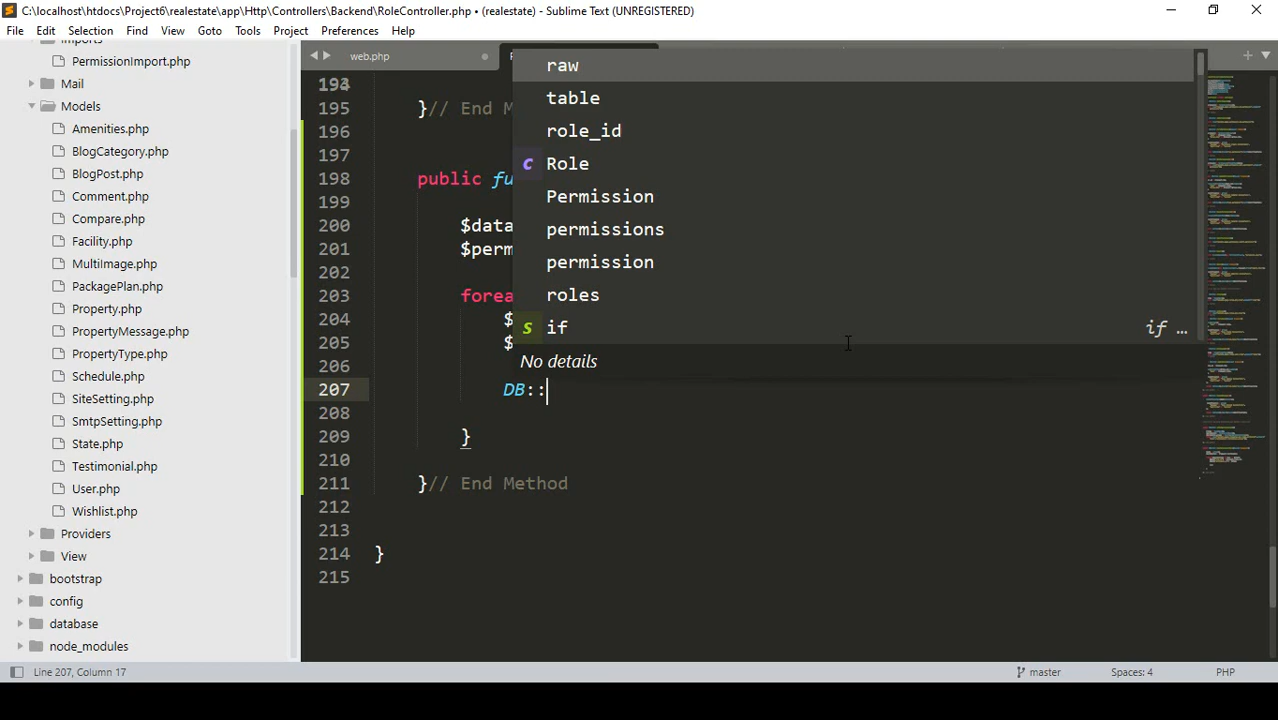 C:\localhost\htdocs\Project6\realestate\app\Http\Controllers\Backend\RoleController.php • (realestate) - Sublime Text (UNREGISTERED)
File Edit Selection Find View Goto Tools Project Preferences Help
Imports
PermissionImport.php
Mail
Models
Amenities.php
BlogCategory.php
BlogPost.php
Comment.php
Compare.php
Facility.php
MultiImage.php
PackagePlan.php
Property.php
PropertyMessage.php
PropertyType.php
Schedule.php
SiteSetting.php
SmtpSetting.php
State.php
Testimonial.php
User.php
Wishlist.php
Providers
View
bootstrap
config
database
node_modules
web.php
raw
table
role_id
c Role
Permission
permissions
permission
roles
s if if ...
No details
194
195 }// End M
196
197
198 public fu
199
200 $data
201 $perm
202
203 forea
204 $
205 $
206
207 DB::
208
209 }
210
211 }// End Method
212
213
214 }
215
Line 207, Column 17 master Spaces: 4 PHP